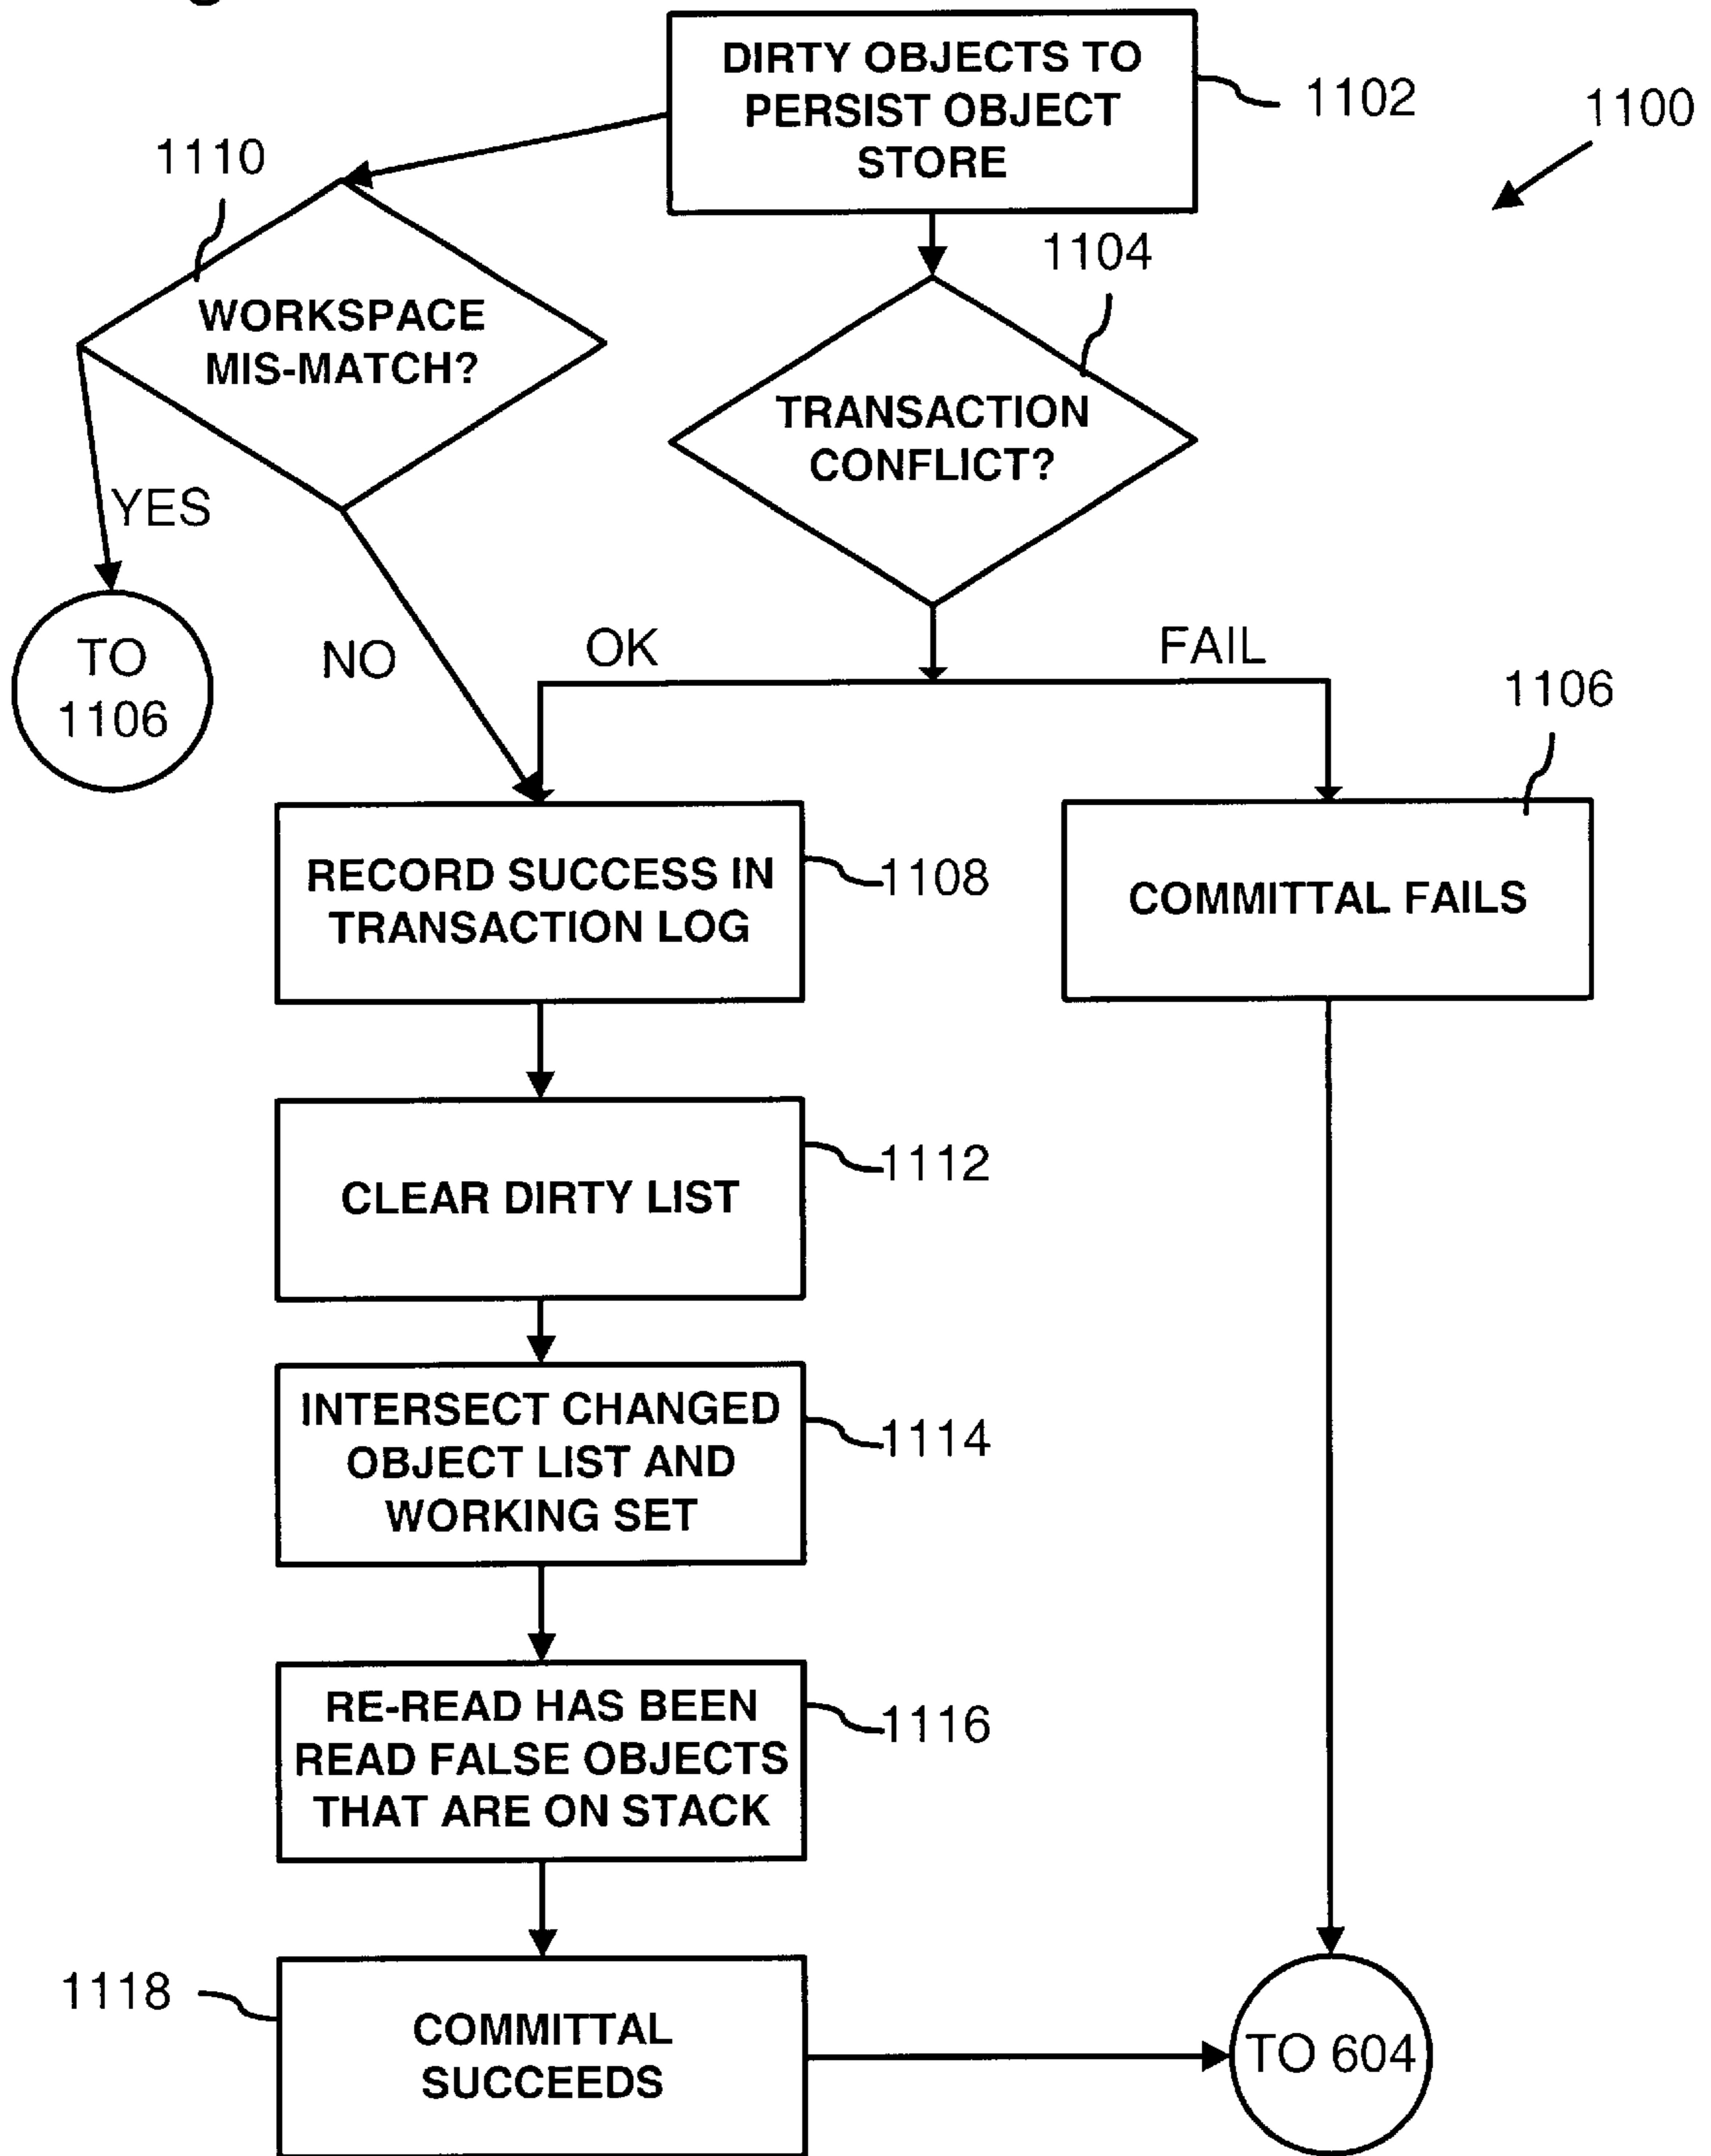 DIRTY OBJECTS TO
PERSIST OBJECT
STORE
1102
1100
1110
1104
WORKSPACE
MIS-MATCH?
TRANSACTION
CONFLICT?
YES
TO
1106
NO
OK
FAIL
1106
RECORD SUCCESS IN
TRANSACTION LOG
1108
COMMITTAL FAILS
CLEAR DIRTY LIST
1112
INTERSECT CHANGED
OBJECT LIST AND
WORKING SET
1114
RE-READ HAS BEEN
READ FALSE OBJECTS
THAT ARE ON STACK
1116
1118
COMMITTAL
SUCCEEDS
TO 604